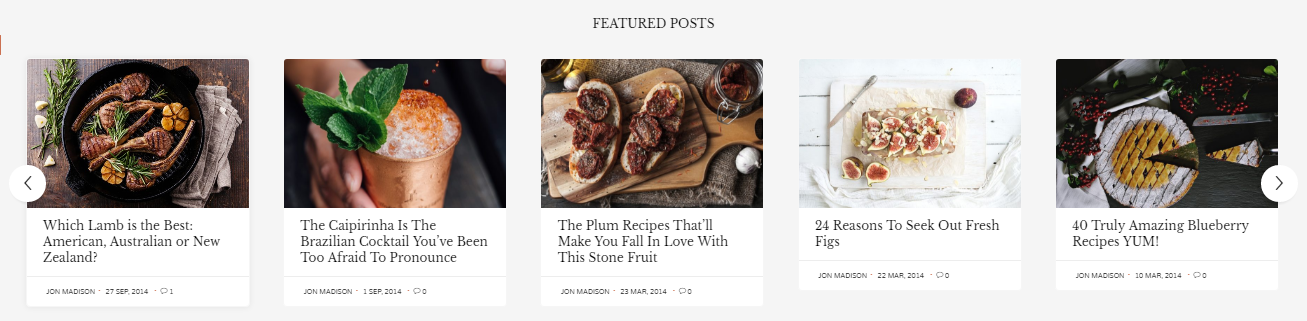 FEATURED POSTS
Which Lamb is the Best:
American, Australian or New
Zealand?
JON MADISON · 27 SEP, 2014 · 1
The Caipirinha Is The
Brazilian Cocktail You've Been
Too Afraid To Pronounce
JON MADISON · 1 SEP, 2014 · 0
The Plum Recipes That'll
Make You Fall In Love With
This Stone Fruit
JON MADISON · 23 MAR, 2014 · 0
24 Reasons To Seek Out Fresh
Figs
JON MADISON · 22 MAR, 2014 · 0
40 Truly Amazing Blueberry
Recipes YUM!
JON MADISON · 10 MAR, 2014 · 0